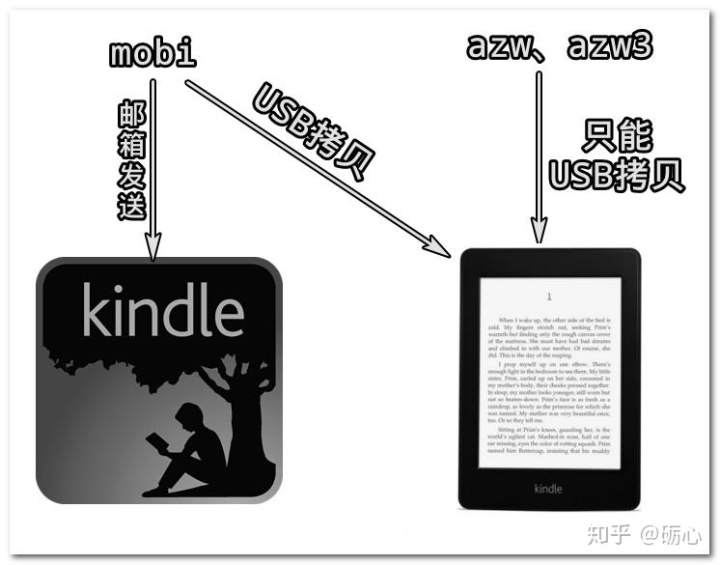 mobi
azw、azw3
邮箱发送
USB拷贝
只能
USB拷贝
kindle
1
When I wake up, the other side of the bed is
cold. My fingers stretch out, seeking Prim's
warmth but finding only the rough canvas cover
of the mattress. She must have had bad dreams
and climbed in with our mother. Of course, she
did. This is the day of the reaping.
I prop myself up on one elbow. There's
enough light in the bedroom to see them. My little
sister, Prim, curled up on her side, cocooned in
my mother's body, their cheeks pressed together.
In sleep, my mother looks younger, still worn but
not so beaten-down. Prim's face is as fresh as a
raindrop, as lovely as the primrose for which she
was named. My mother was very beautiful once,
too. Or so they tell me.
Sitting at Prim's knees, guarding her, is the
world's ugliest cat. Mashed-in nose, half of one
ear missing, eyes the color of rotting squash. Prim
named him Buttercup, insisting that his muddy
kindle
知乎 @砺心